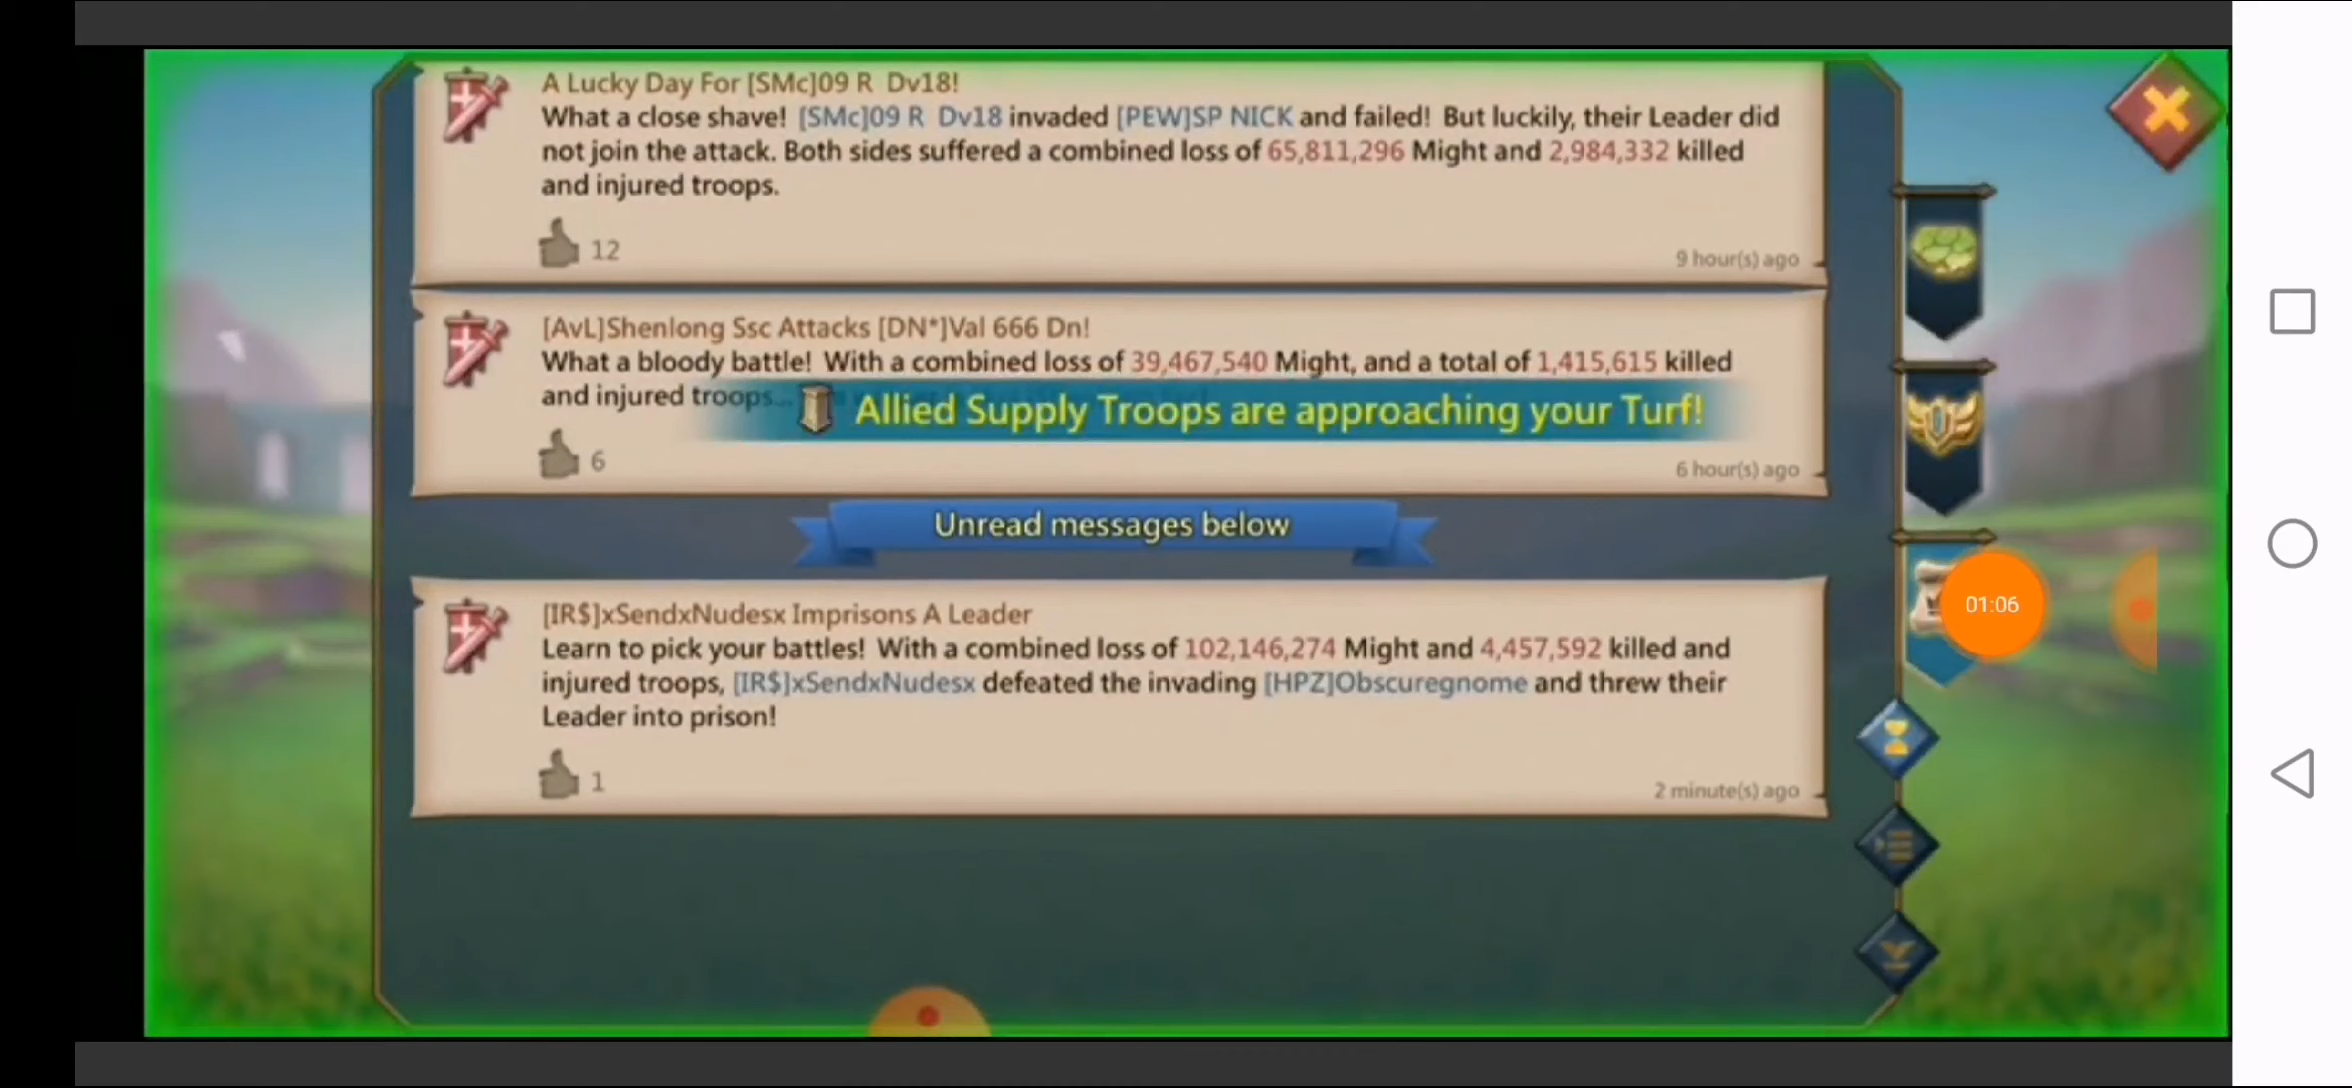 A Lucky Day For [SMc]09 R Dv18!
What a close shave! [SMc]09 R Dv18 invaded [PEW]SP NICK and failed! But luckily, their Leader did
not join the attack. Both sides suffered a combined loss of 65,811,296 Might and 2,984,332 killed
and injured troops.
12
9 hour(s) ago
[AvL]Shenlong Ssc Attacks [DN*]Val 666 Dn!
What a bloody battle! With a combined loss of 39,467,540 Might, and a total of 1,415,615 killed
and injured troops...
Allied Supply Troops are approaching your Turf!
6
6 hour(s) ago
Unread messages below
[IR$]xSendxNudesx Imprisons A Leader
01:06
Learn to pick your battles! With a combined loss of 102,146,274 Might and 4,457,592 killed and
injured troops, [IR$]xSendxNudesx defeated the invading [HPZ]Obscuregnome and threw their
Leader into prison!
1
2 minute(s) ago